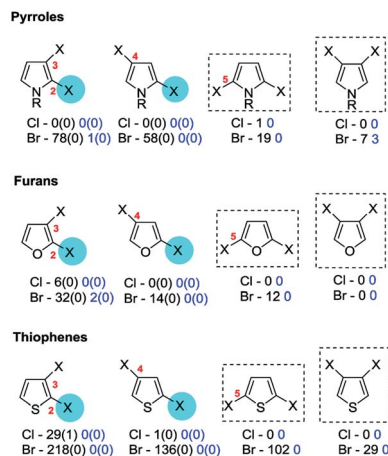 Pyrroles
X X 4 X X
3 5
2 X X X N X N
N N R R
R R
Cl - 0(0) 0(0) Cl - 0(0) 0(0) Cl - 1 0 Cl - 0 0
Br - 78(0) 1(0) Br - 58(0) 0(0) Br - 19 0 Br - 7 3
Furans
X X 4 X X
3 5
O 2 X O X X O X O
Cl - 6(0) 0(0) Cl - 0(0) 0(0) Cl - 0 0 Cl - 0 0
Br - 32(0) 2(0) Br - 14(0) 0(0) Br - 12 0 Br - 0 0
Thiophenes
X X 4 X X
3 5
S 2 X S X X S X S
Cl - 29(1) 0(0) Cl - 1(0) 0(0) Cl - 0 0 Cl - 0 0
Br - 218(0) 0(0) Br - 136(0) 0(0) Br - 102 0 Br - 29 0